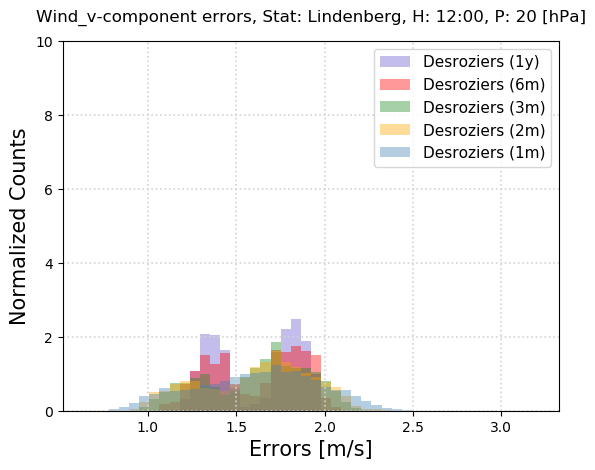 Wind_v-component errors, Stat: Lindenberg, H: 12:00, P: 20 [hPa]
10
8
6
4
2
0
Normalized Counts
Desroziers (1y)
Desroziers (6m)
Desroziers (3m)
Desroziers (2m)
Desroziers (1m)
1.0 1.5 2.0 2.5 3.0
Errors [m/s]